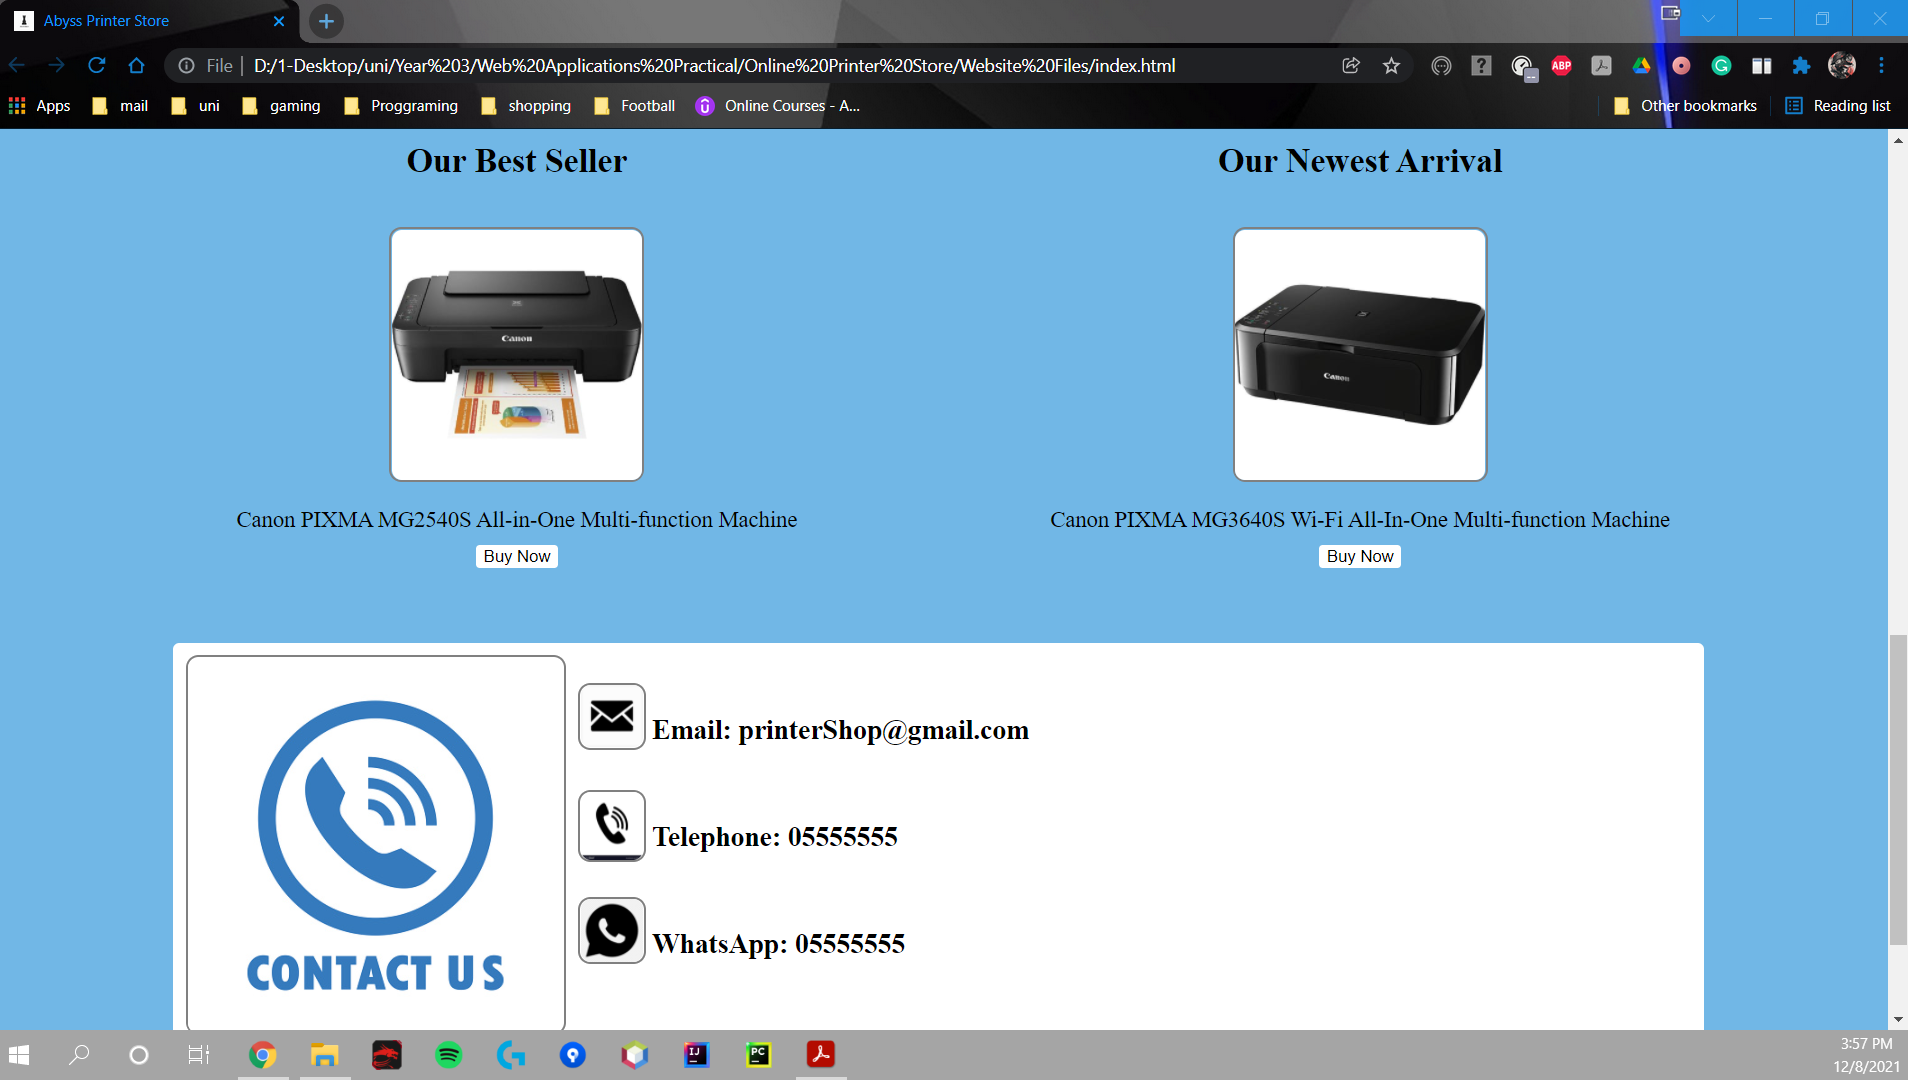 Abyss Printer Store
File
D:/1-Desktop/uni/Year%203/Web%20Applications%20Practical/Online%20Printer%20Store/Website%20Files/index.html
ABP
Apps
mail
uni
gaming
Proggraming
shopping
Football
Online Courses - A...
Other bookmarks
Reading list
Our Best Seller
Our Newest Arrival
Canon
Canon
Canon PIXMA MG2540S All-in-One Multi-function Machine
Canon PIXMA MG3640S Wi-Fi All-In-One Multi-function Machine
Buy Now
Buy Now
CONTACT US
Email: printerShop@gmail.com
Telephone: 05555555
WhatsApp: 05555555
IJ
PC
3:57 PM
12/8/2021